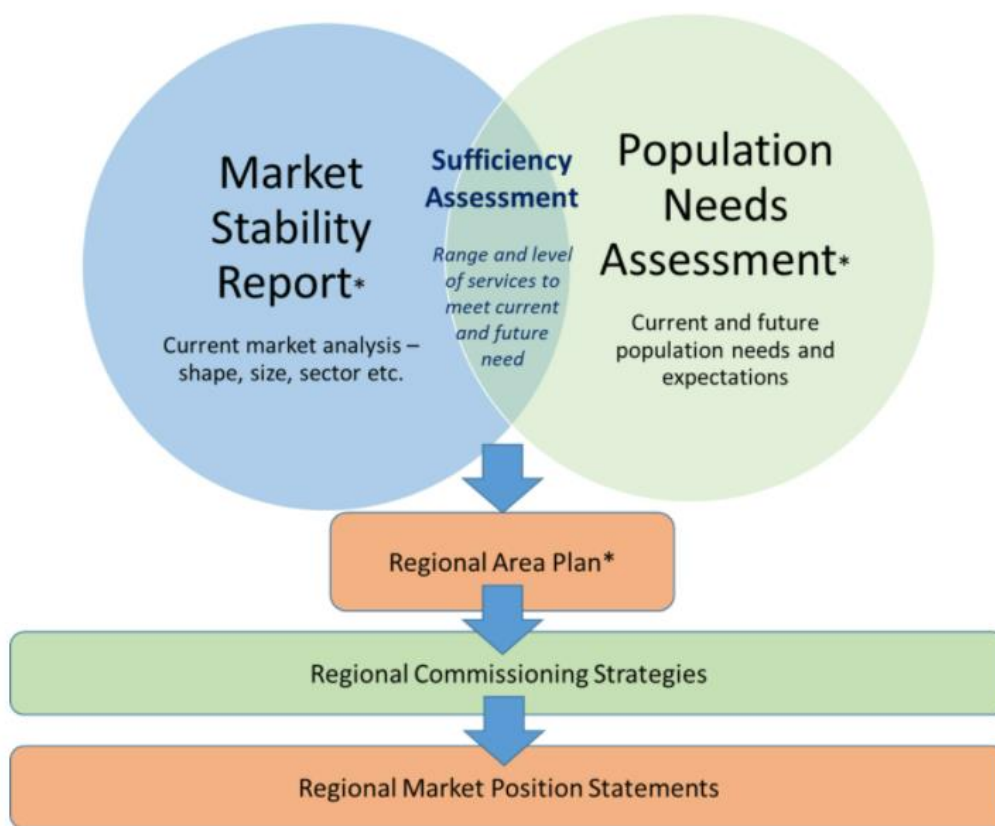 Market
Stability
Report*
Current market analysis –
shape, size, sector etc.
Sufficiency
Assessment
Range and level
of services to
meet current
and future
need
Population
Needs
Assessment*
Current and future
population needs and
expectations
Regional Area Plan*
Regional Commissioning Strategies
Regional Market Position Statements